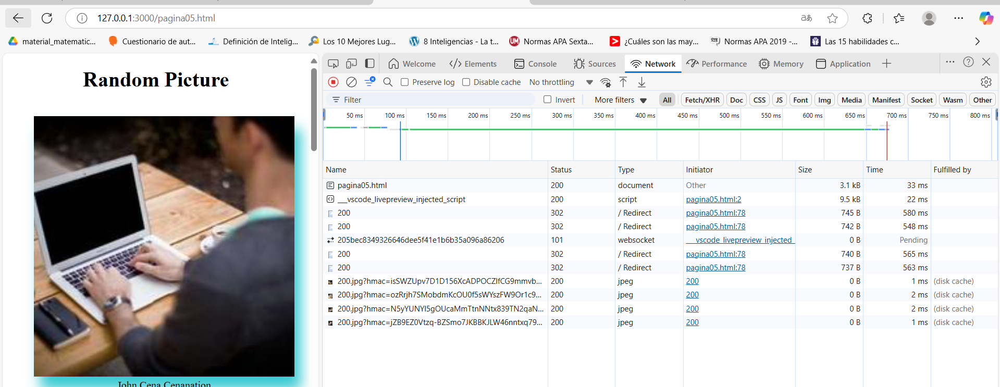 127.0.0.1:3000/pagina05.html
material_matematic... Cuestionario de aut... Definición de Intelig... Los 10 Mejores Lug... 8 Inteligencias - La t... Normas APA Sexta... ¿Cuáles son las may... Normas APA 2019 -... Las 15 habilidades c...
Random Picture
John Cena Cenanation
Welcome Elements Console Sources Network Performance Memory Application
Preserve log Disable cache No throttling
Filter Invert More filters All Fetch/XHR Doc CSS JS Font Img Media Manifest Socket Wasm Other
50 ms 100 ms 150 ms 200 ms 250 ms 300 ms 350 ms 400 ms 450 ms 500 ms 550 ms 600 ms 650 ms 700 ms 750 ms 800 ms
Name Status Type Initiator Size Time Fulfilled by
pagina05.html 200 document Other 3.1 kB 33 ms
__vscode_livepreview_injected_script 200 script pagina05.html:2 9.5 kB 22 ms
200 302 / Redirect pagina05.html:78 745 B 580 ms
200 302 / Redirect pagina05.html:78 742 B 548 ms
205bec8349326646dee5f41e1b6b35a096a86206 101 websocket __vscode_livepreview_injected_ 0 B Pending
200 302 / Redirect pagina05.html:78 740 B 565 ms
200 302 / Redirect pagina05.html:78 737 B 563 ms
200.jpg?hmac=isSWZUpv7D1D156XcADPOCZIfCG9mmvb... 200 jpeg 200 0 B 1 ms (disk cache)
200.jpg?hmac=ozRrjh7SMobdmKcOU0f5sWYszFW9Or1c9... 200 jpeg 200 0 B 2 ms (disk cache)
200.jpg?hmac=N5yYUNYI5gOUcaMmTtnNNtx839TN2qaN... 200 jpeg 200 0 B 2 ms (disk cache)
200.jpg?hmac=jZB9EZ0Vtzq-BZSmo7JKBBKJLW46nntxq79... 200 jpeg 200 0 B 1 ms (disk cache)